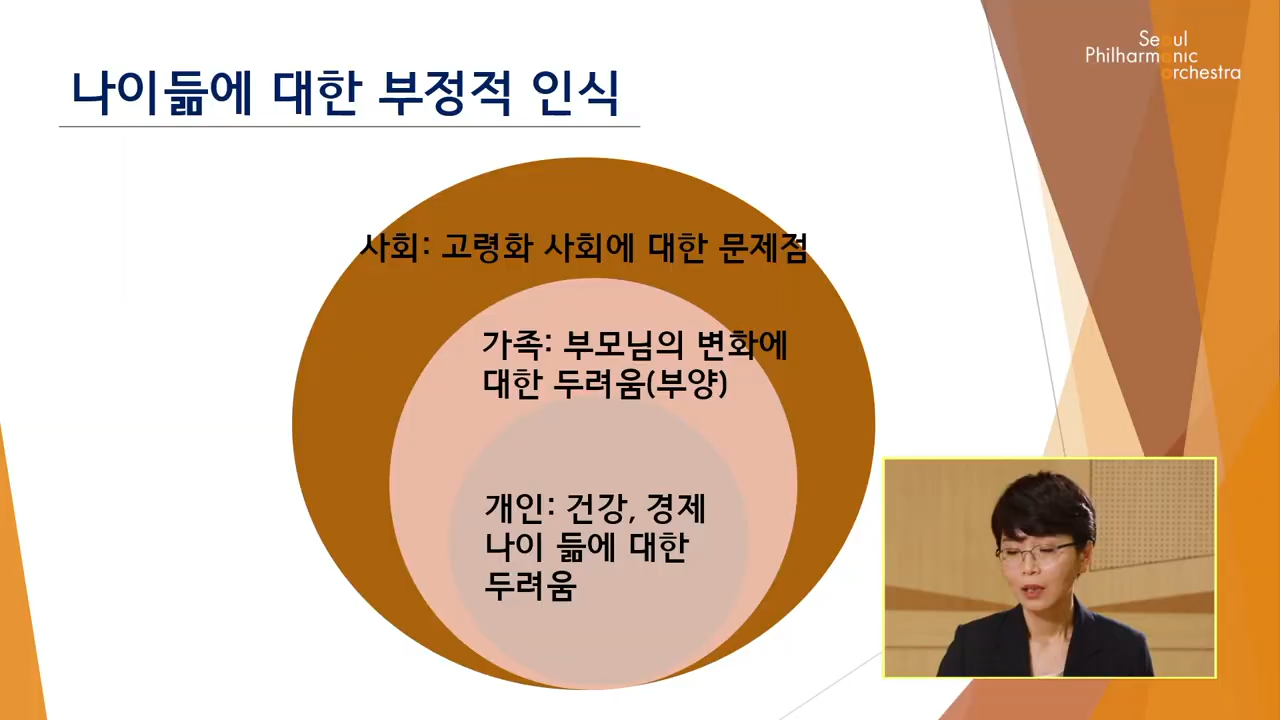 Seoul
Philharmonic
orchestra
나이듦에 대한 부정적 인식
사회: 고령화 사회에 대한 문제점
가족: 부모님의 변화에
대한 두려움(부양)
개인: 건강, 경제
나이 듦에 대한
두려움